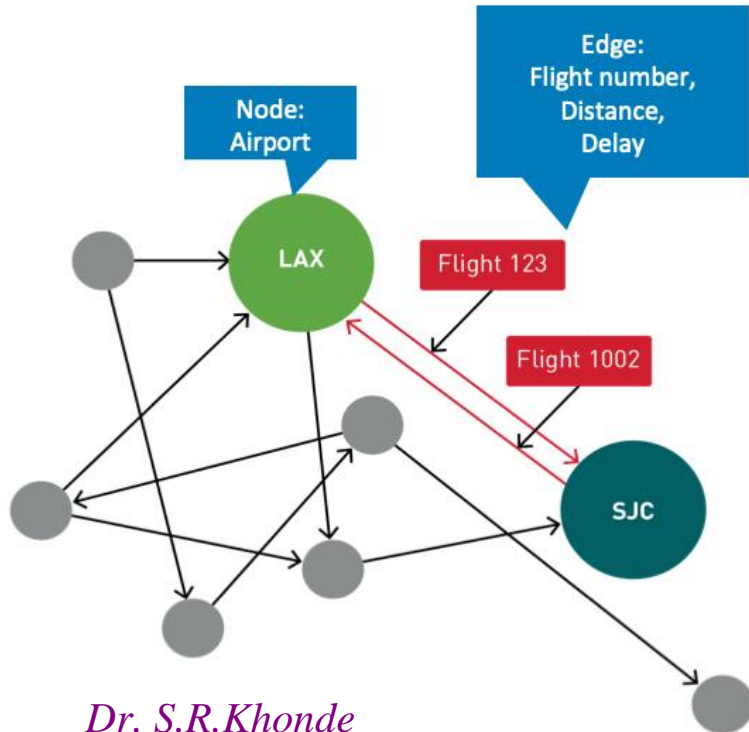 Edge:
Flight number,
Distance,
Delay
Node:
Airport
LAX
Flight 123
Flight 1002
SJC
Dr. S.R.Khonde